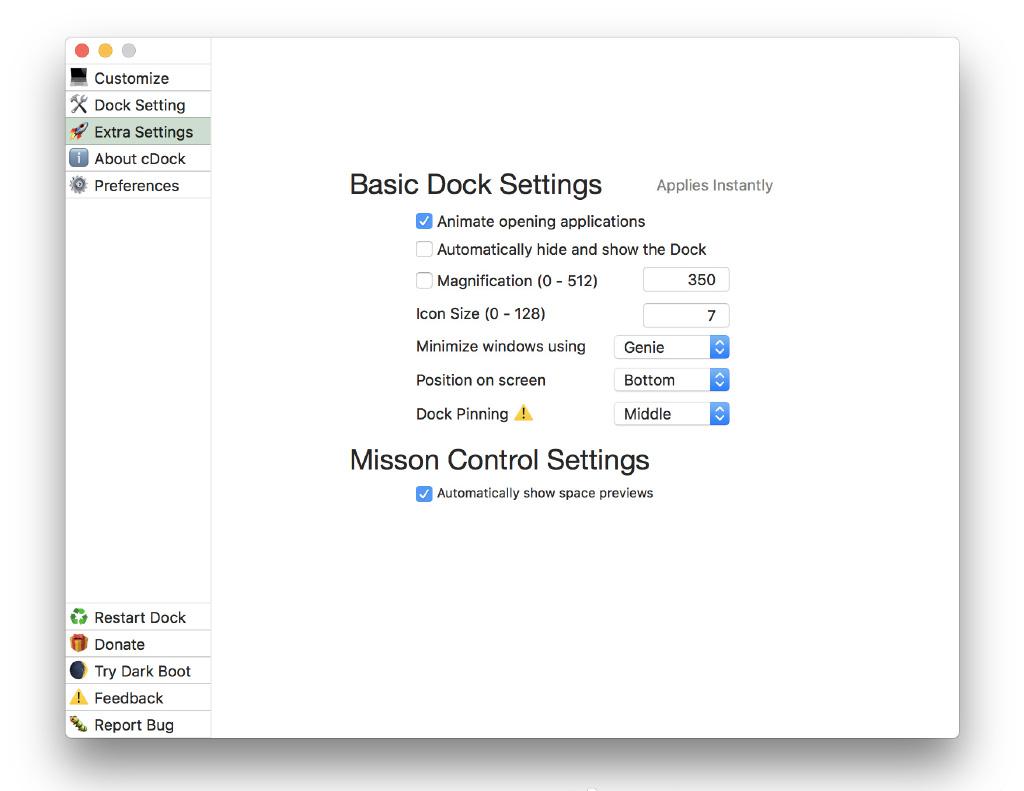 Customize
Dock Setting
Extra Settings
About cDock
Preferences
Basic Dock Settings Applies Instantly
Animate opening applications
Automatically hide and show the Dock
Magnification (0 - 512) 350
Icon Size (0 - 128) 7
Minimize windows using Genie
Position on screen Bottom
Dock Pinning Middle
Misson Control Settings
Automatically show space previews
Restart Dock
Donate
Try Dark Boot
Feedback
Report Bug